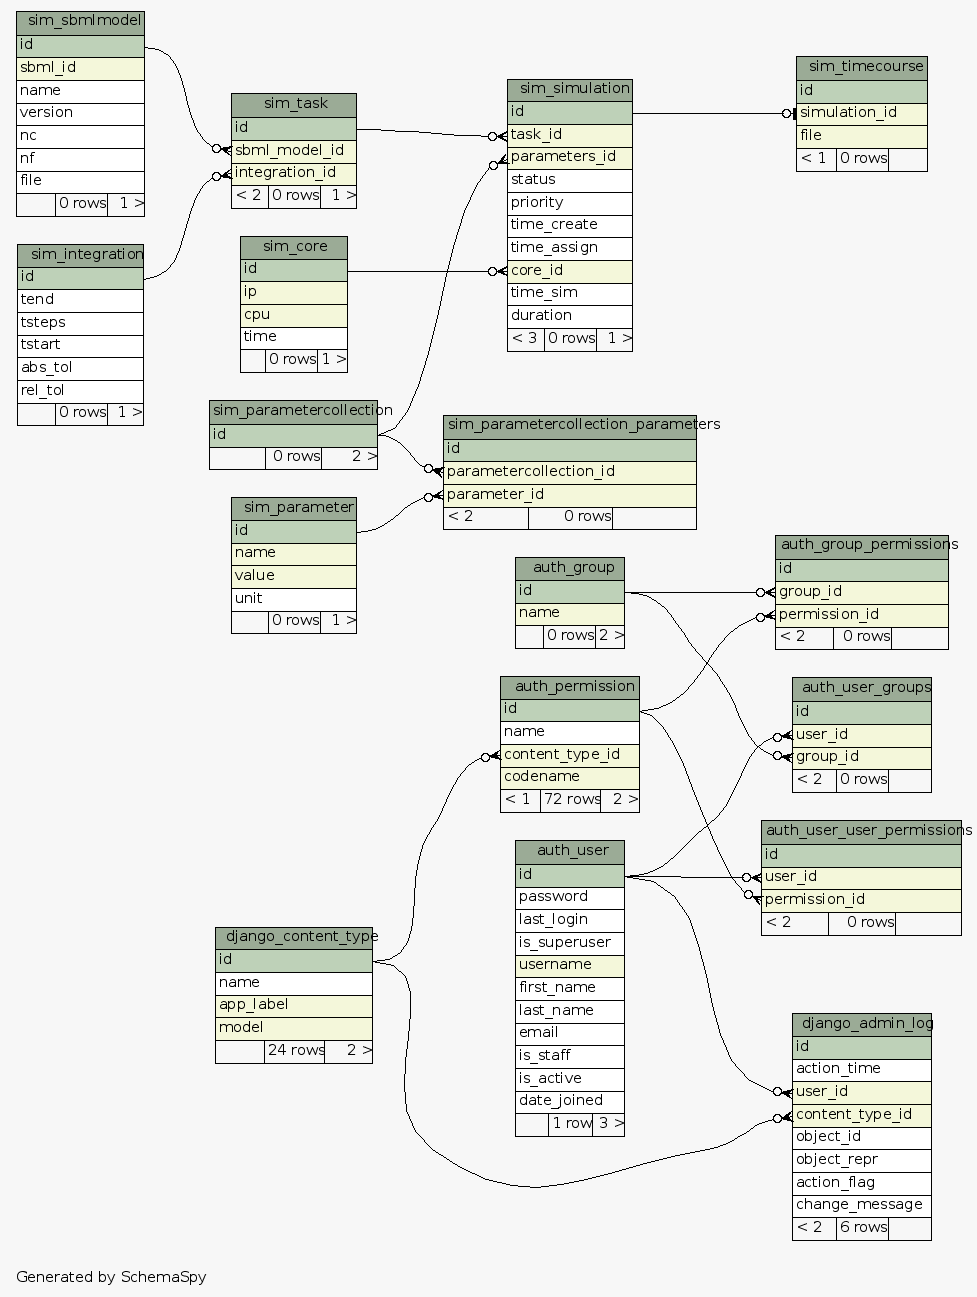 sim_sbmlmodel
id
sbml_id
name
version
nc
nf
file
0 rows 1 >
sim_integration
id
tend
tsteps
tstart
abs_tol
rel_tol
0 rows 1 >
sim_task
id
sbml_model_id
integration_id
< 2 0 rows 1 >
sim_core
id
ip
cpu
time
0 rows 1 >
sim_parametercollection
id
0 rows 2 >
sim_parameter
id
name
value
unit
0 rows 1 >
sim_simulation
id
task_id
parameters_id
status
priority
time_create
time_assign
core_id
time_sim
duration
< 3 0 rows 1 >
sim_timecourse
id
simulation_id
file
< 1 0 rows
sim_parametercollection_parameters
id
parametercollection_id
parameter_id
< 2 0 rows
auth_group
id
name
0 rows 2 >
auth_group_permissions
id
group_id
permission_id
< 2 0 rows
auth_permission
id
name
content_type_id
codename
< 1 72 rows 2 >
auth_user_groups
id
user_id
group_id
< 2 0 rows
auth_user
id
password
last_login
is_superuser
username
first_name
last_name
email
is_staff
is_active
date_joined
1 row 3 >
auth_user_user_permissions
id
user_id
permission_id
< 2 0 rows
django_content_type
id
name
app_label
model
24 rows 2 >
django_admin_log
id
action_time
user_id
content_type_id
object_id
object_repr
action_flag
change_message
< 2 6 rows
Generated by SchemaSpy